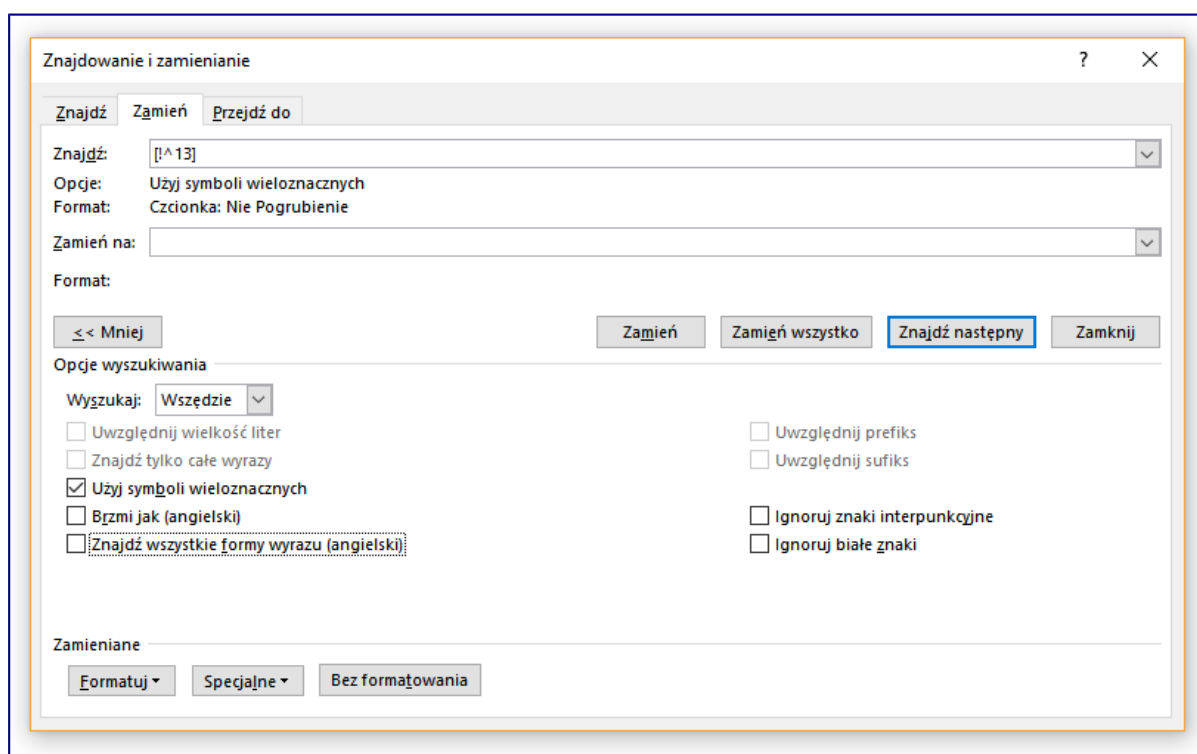 Znajdowanie i zamienianie ? X
Znajdź Zamień Przejdź do
Znajdź: [!^13]
Opcje: Użyj symboli wieloznacznych
Format: Czcionka: Nie Pogrubienie
Zamień na:
Format:
<< Mniej Zamień Zamień wszystko Znajdź następny Zamknij
Opcje wyszukiwania
Wyszukaj: Wszędzie
Uwzględnij wielkość liter Uwzględnij prefiks
Znajdź tylko całe wyrazy Uwzględnij sufiks
Użyj symboli wieloznacznych
Brzmi jak (angielski) Ignoruj znaki interpunkcyjne
Znajdź wszystkie formy wyrazu (angielski) Ignoruj białe znaki
Zamieniane
Formatuj Specjalne Bez formatowania